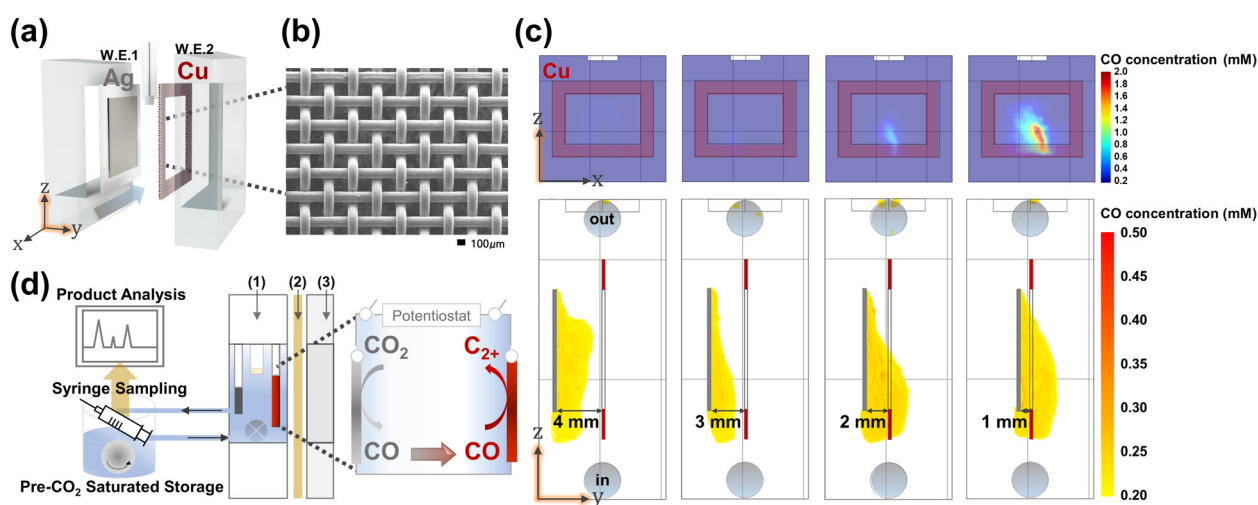 (a)
W.E.1
Ag
W.E.2
Cu
z
y
x
(b)
100μm
(c)
Cu
z
x
CO concentration (mM)
2.0
1.8
1.6
1.4
1.2
1.0
0.8
0.6
0.4
0.2
out
4 mm
3 mm
2 mm
1 mm
in
z
y
CO concentration (mM)
0.50
0.45
0.40
0.35
0.30
0.25
0.20
(d)
Product Analysis
Syringe Sampling
Pre-CO₂ Saturated Storage
(1)
(2)
(3)
Potentiostat
CO₂
C₂₊
CO
CO